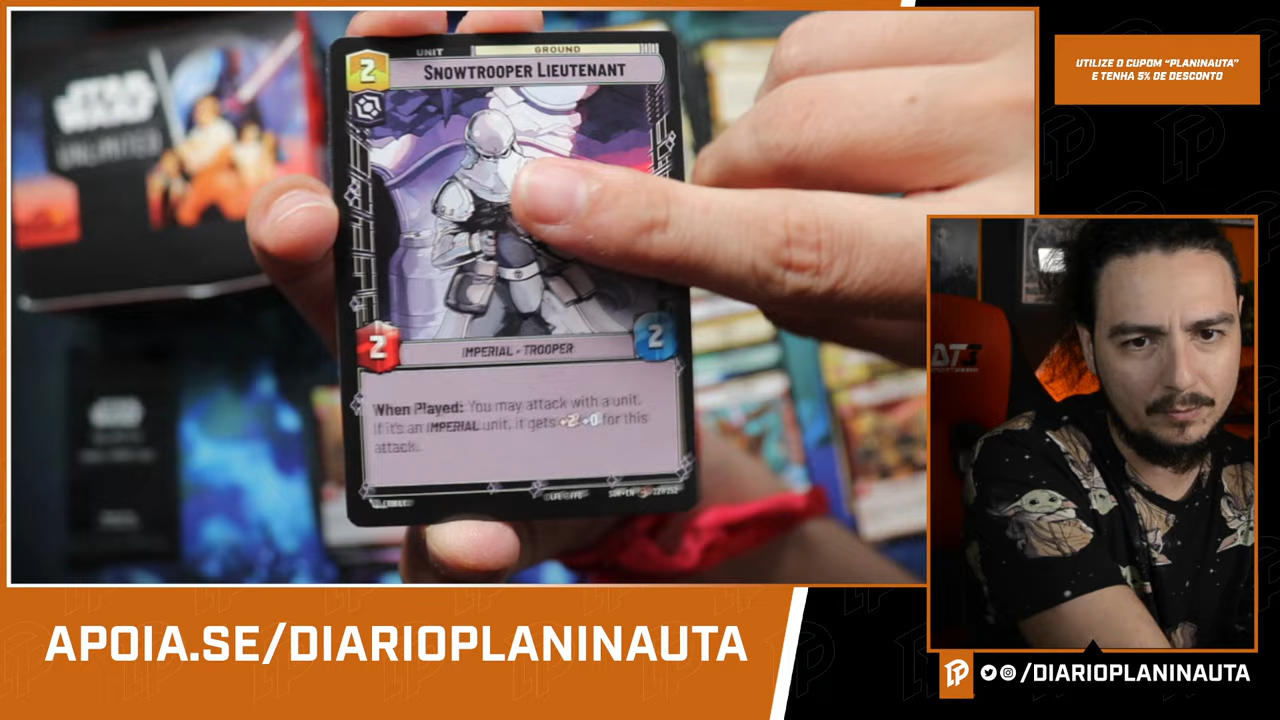 STAR
WARS
UNLIMITED
UNIT
GROUND
2
SNOWTROOPER LIEUTENANT
2
2
IMPERIAL • TROOPER
When Played: You may attack with a unit.
If it's an IMPERIAL unit, it gets +2/+0 for this
attack.
UTILIZE O CUPOM "PLANINAUTA"
E TENHA 5% DE DESCONTO
APOIA.SE/DIARIOPLANINAUTA
/DIARIOPLANINAUTA